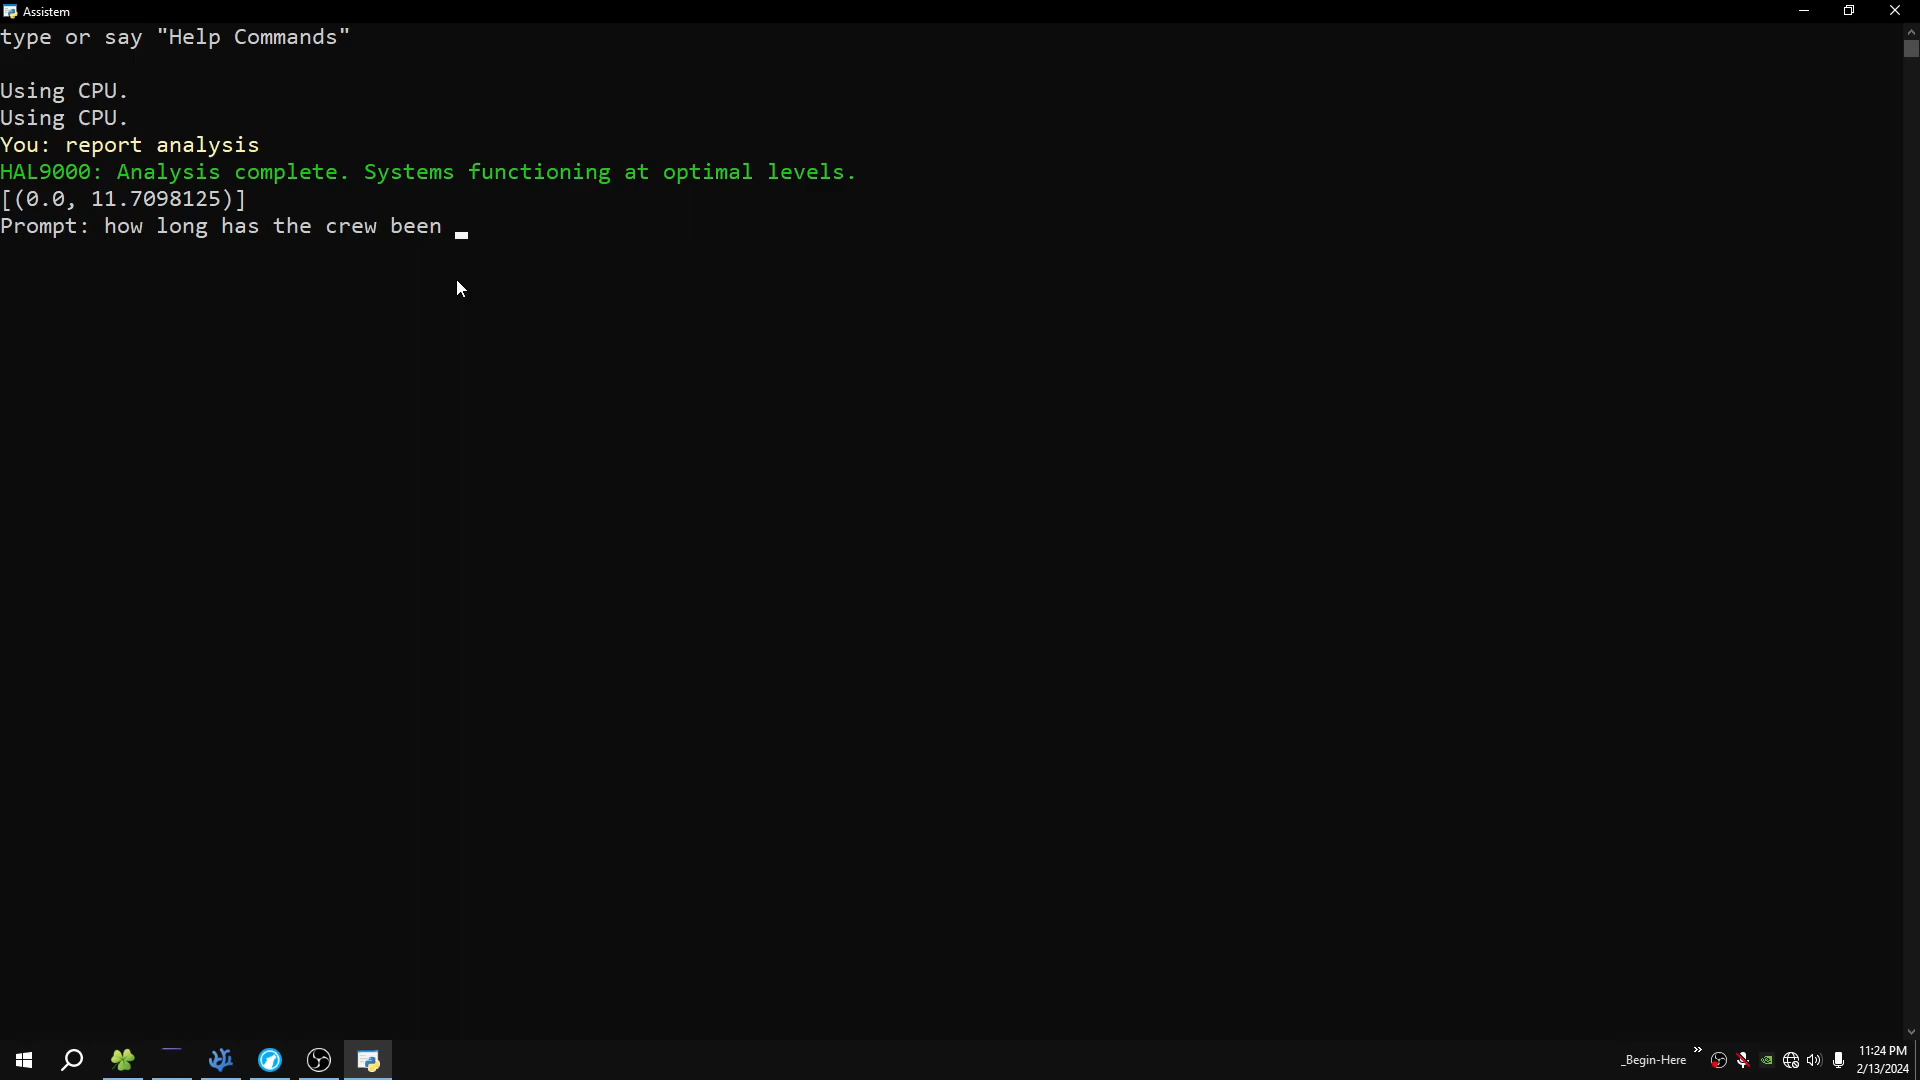 Assistem
type or say "Help Commands"
Using CPU.
Using CPU.
You: report analysis
HAL9000: Analysis complete. Systems functioning at optimal levels.
[(0.0, 11.7098125)]
Prompt: how long has the crew been
_Begin-Here
11:24 PM
2/13/2024